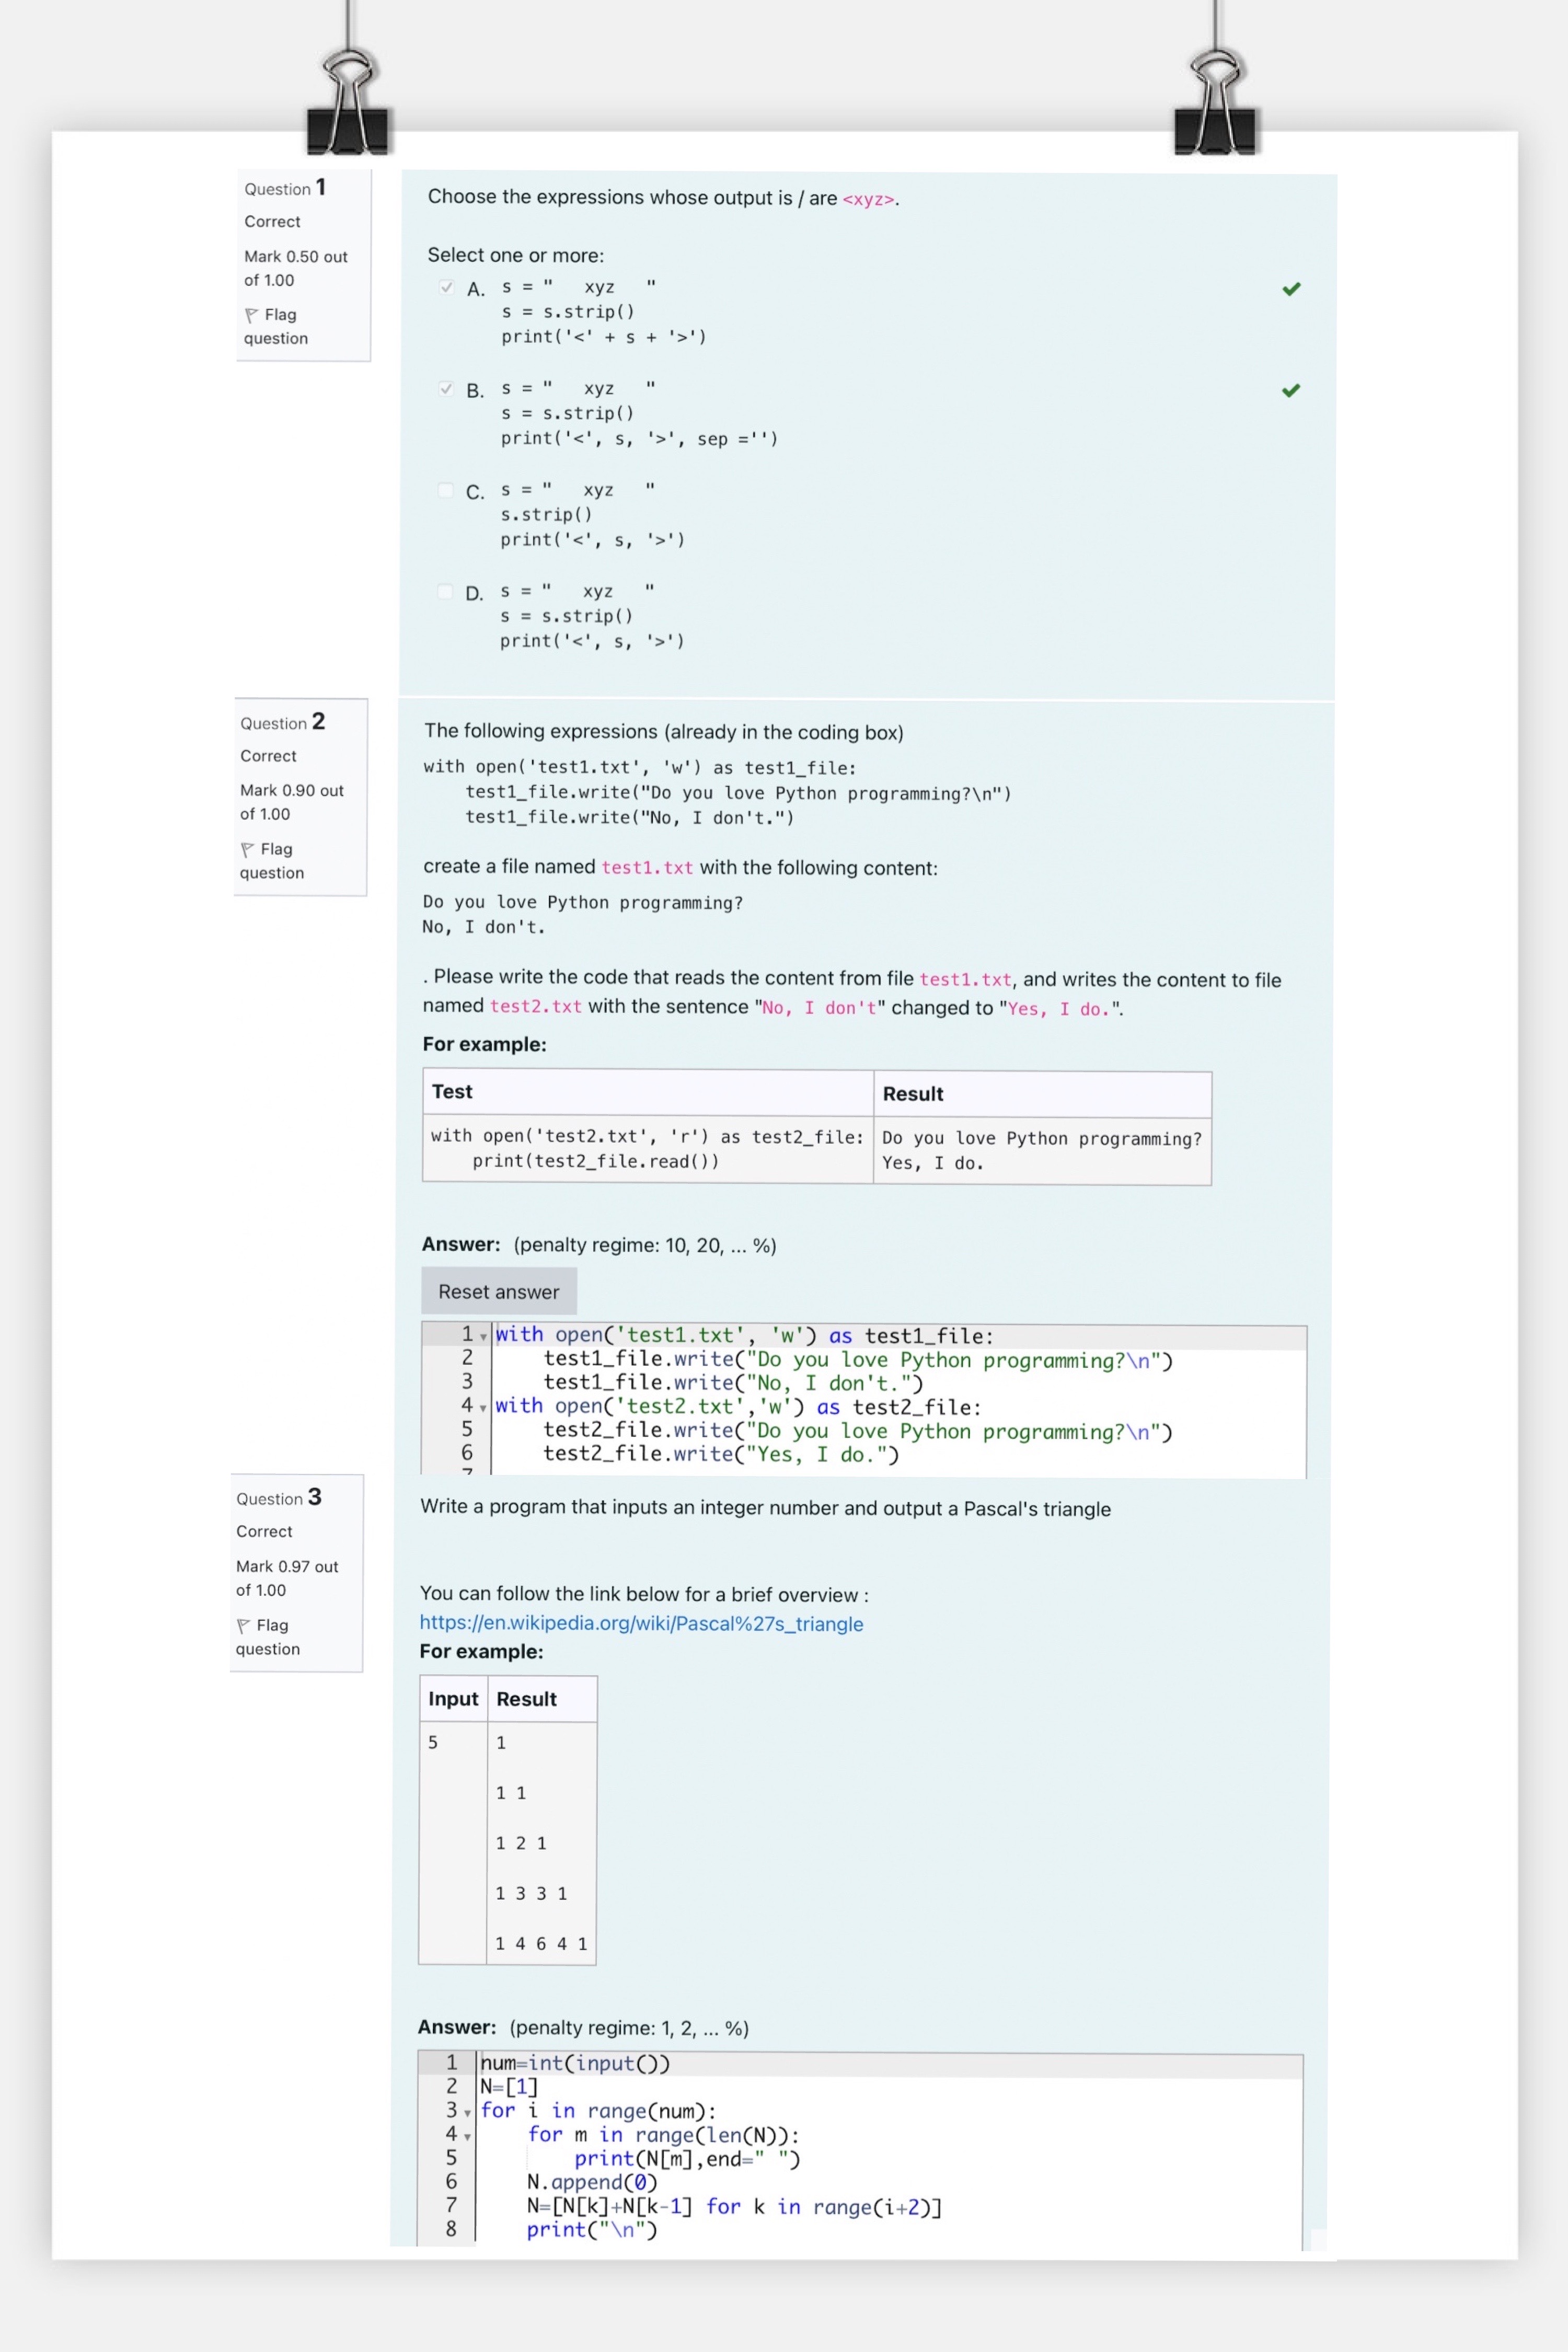 Question 1
Correct
Mark 0.50 out
of 1.00
Flag
question
Choose the expressions whose output is / are <xyz>.
Select one or more:
A. s = "   xyz   "
s = s.strip()
print('<' + s + '>')
B. s = "   xyz   "
s = s.strip()
print('<', s, '>', sep ='')
C. s = "   xyz   "
s.strip()
print('<', s, '>')
D. s = "   xyz   "
s = s.strip()
print('<', s, '>')
Question 2
Correct
Mark 0.90 out
of 1.00
Flag
question
The following expressions (already in the coding box)
with open('test1.txt', 'w') as test1_file:
    test1_file.write("Do you love Python programming?\n")
    test1_file.write("No, I don't.")
create a file named test1.txt with the following content:
Do you love Python programming?
No, I don't.
. Please write the code that reads the content from file test1.txt, and writes the content to file
named test2.txt with the sentence "No, I don't" changed to "Yes, I do.".
For example:
Test Result
with open('test2.txt', 'r') as test2_file: Do you love Python programming?
    print(test2_file.read()) Yes, I do.
Answer: (penalty regime: 10, 20, ... %)
Reset answer
1 with open('test1.txt', 'w') as test1_file:
2     test1_file.write("Do you love Python programming?\n")
3     test1_file.write("No, I don't.")
4 with open('test2.txt','w') as test2_file:
5     test2_file.write("Do you love Python programming?\n")
6     test2_file.write("Yes, I do.")
7
Question 3
Correct
Mark 0.97 out
of 1.00
Flag
question
Write a program that inputs an integer number and output a Pascal's triangle
You can follow the link below for a brief overview :
https://en.wikipedia.org/wiki/Pascal%27s_triangle
For example:
Input Result
5 1
1 1
1 2 1
1 3 3 1
1 4 6 4 1
Answer: (penalty regime: 1, 2, ... %)
1 num=int(input())
2 N=[1]
3 for i in range(num):
4     for m in range(len(N)):
5         print(N[m],end=" ")
6     N.append(0)
7     N=[N[k]+N[k-1] for k in range(i+2)]
8     print("\n")